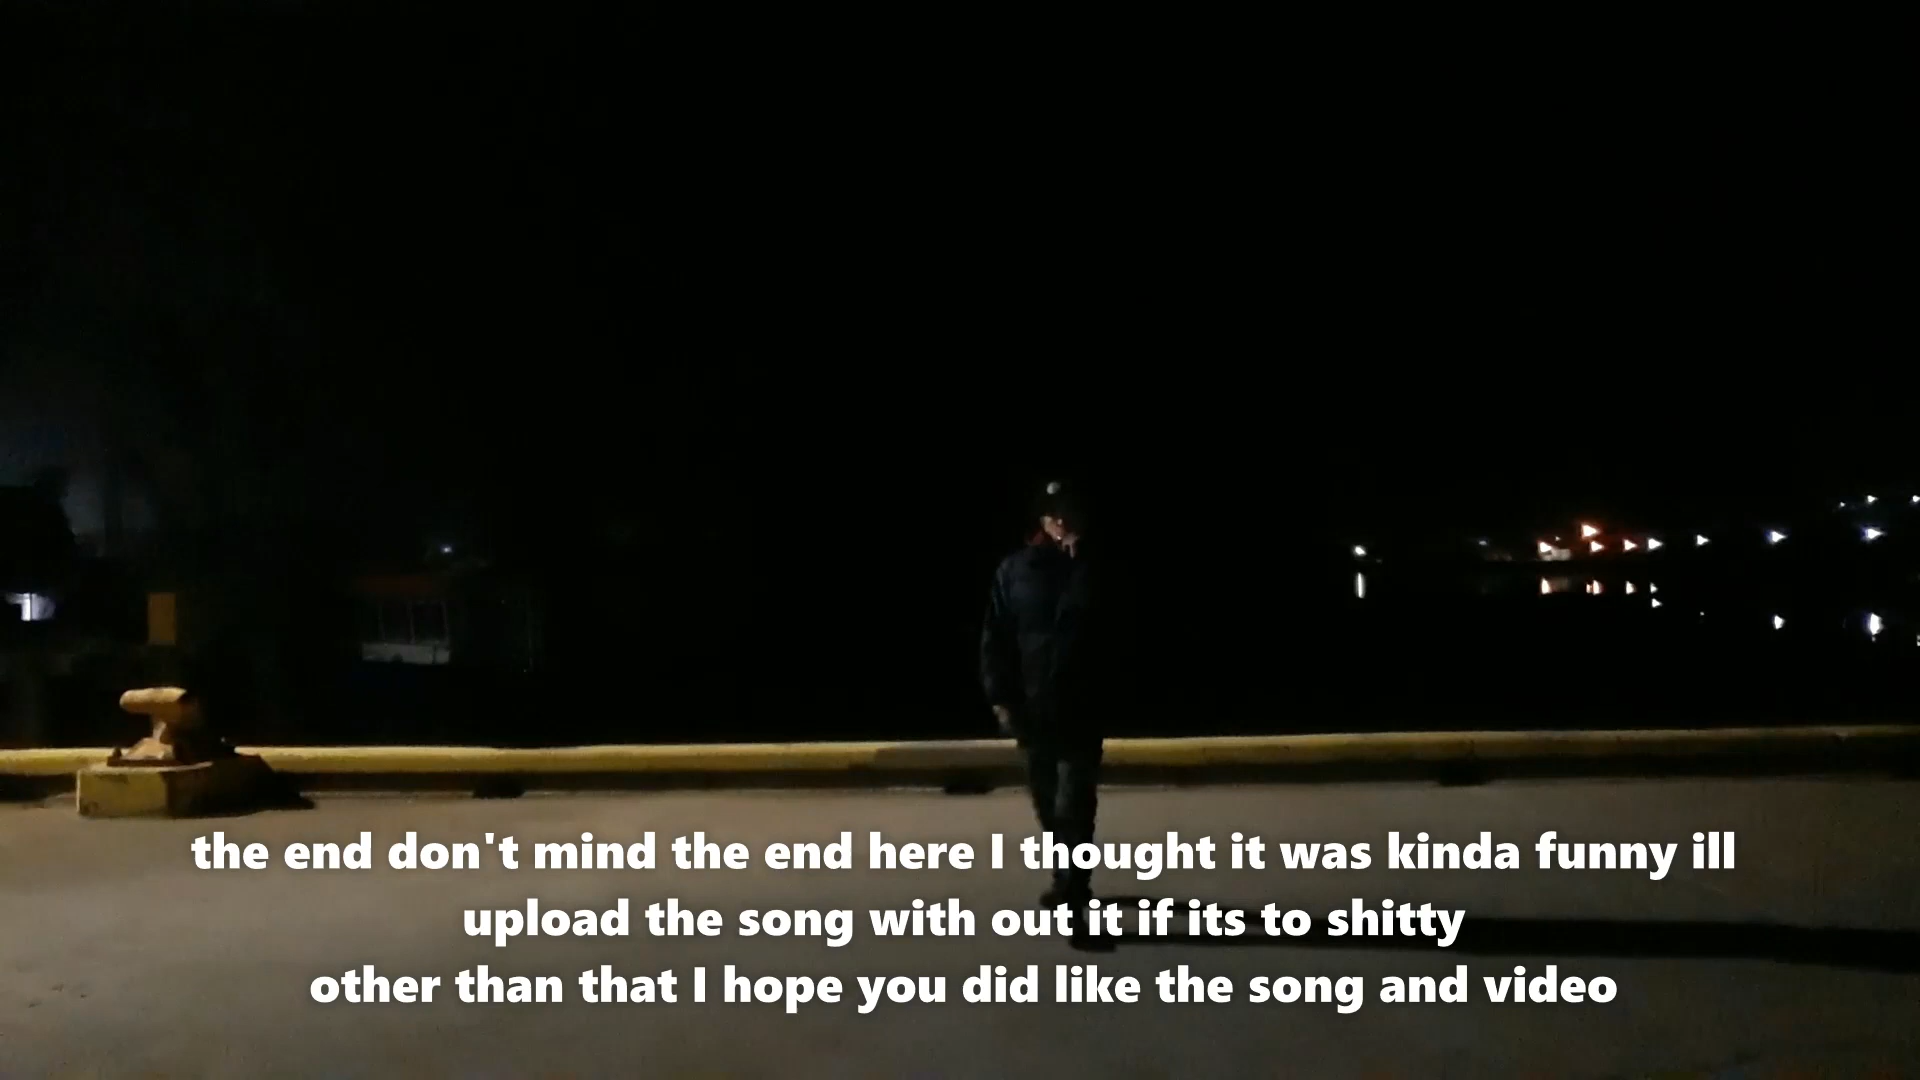 the end don't mind the end here I thought it was kinda funny ill
upload the song with out it if its to shitty
other than that I hope you did like the song and video